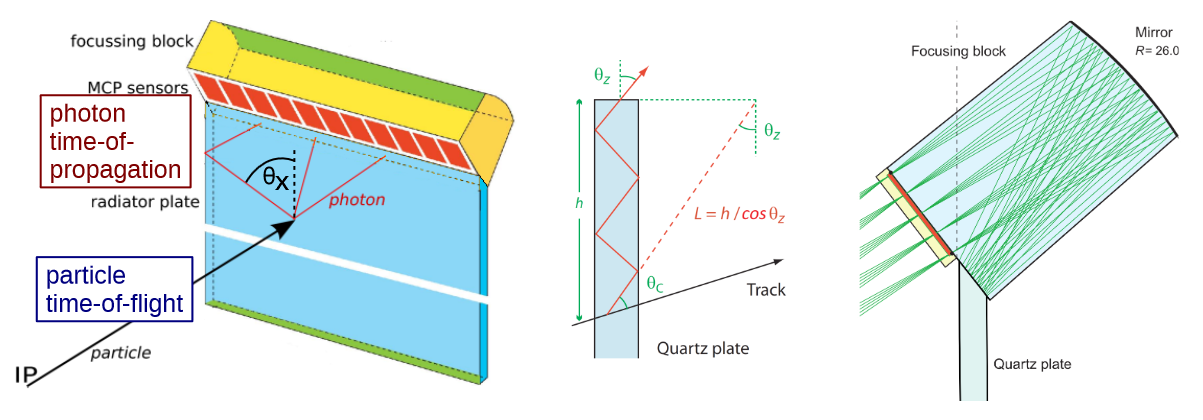 focussing block
MCP sensors
photon
time-of-
propagation
radiator plate
θx
photon
particle
time-of-flight
particle
IP
θz
θz
h
L = h / cos θz
θC
Track
Quartz plate
Mirror
R= 26.0
Focusing block
Quartz plate